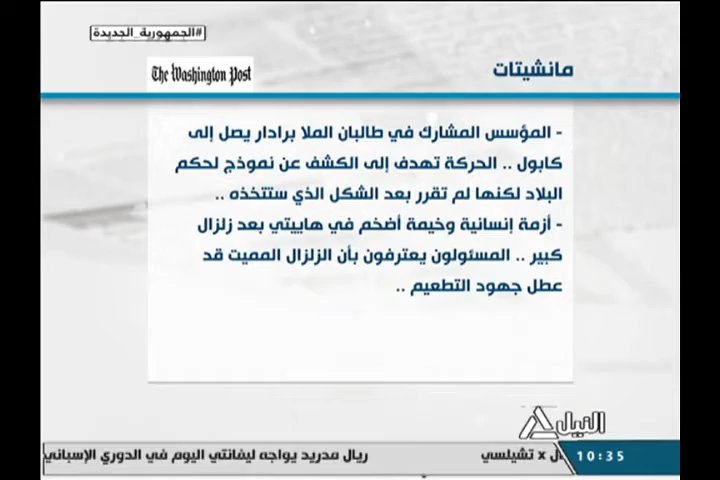 #الجمهورية_الجديدة
The Washington Post
مانشيتات
- المؤسس المشارك في طالبان الملا برادار يصل إلى
كابول .. الحركة تهدف إلى الكشف عن نموذج لحكم
البلاد لكنها لم تقرر بعد الشكل الذي ستتخذه ..
- أزمة إنسانية وخيمة أضخم في هاييتي بعد زلزال
كبير .. المسئولون يعترفون بأن الزلزال المميت قد
عطل جهود التطعيم ..
النيل
10:35
ل x تشيلسي
ريال مدريد يواجه ليفانتي اليوم في الدوري الإسباني